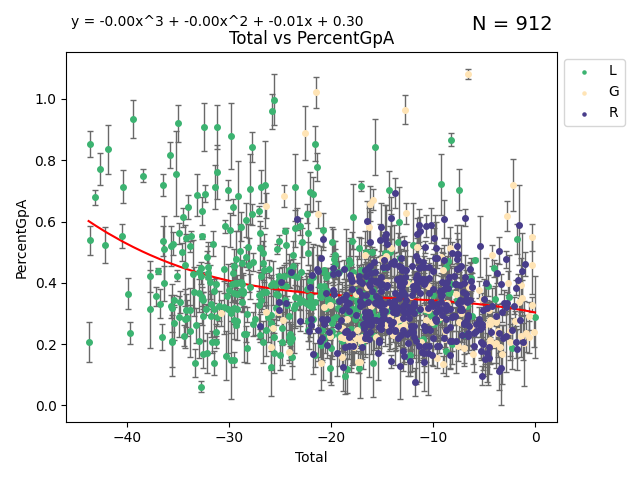 y = -0.00x^3 + -0.00x^2 + -0.01x + 0.30
N = 912
Total vs PercentGpA
L
G
R
PercentGpA
1.0
0.8
0.6
0.4
0.2
0.0
−40
−30
−20
−10
0
Total